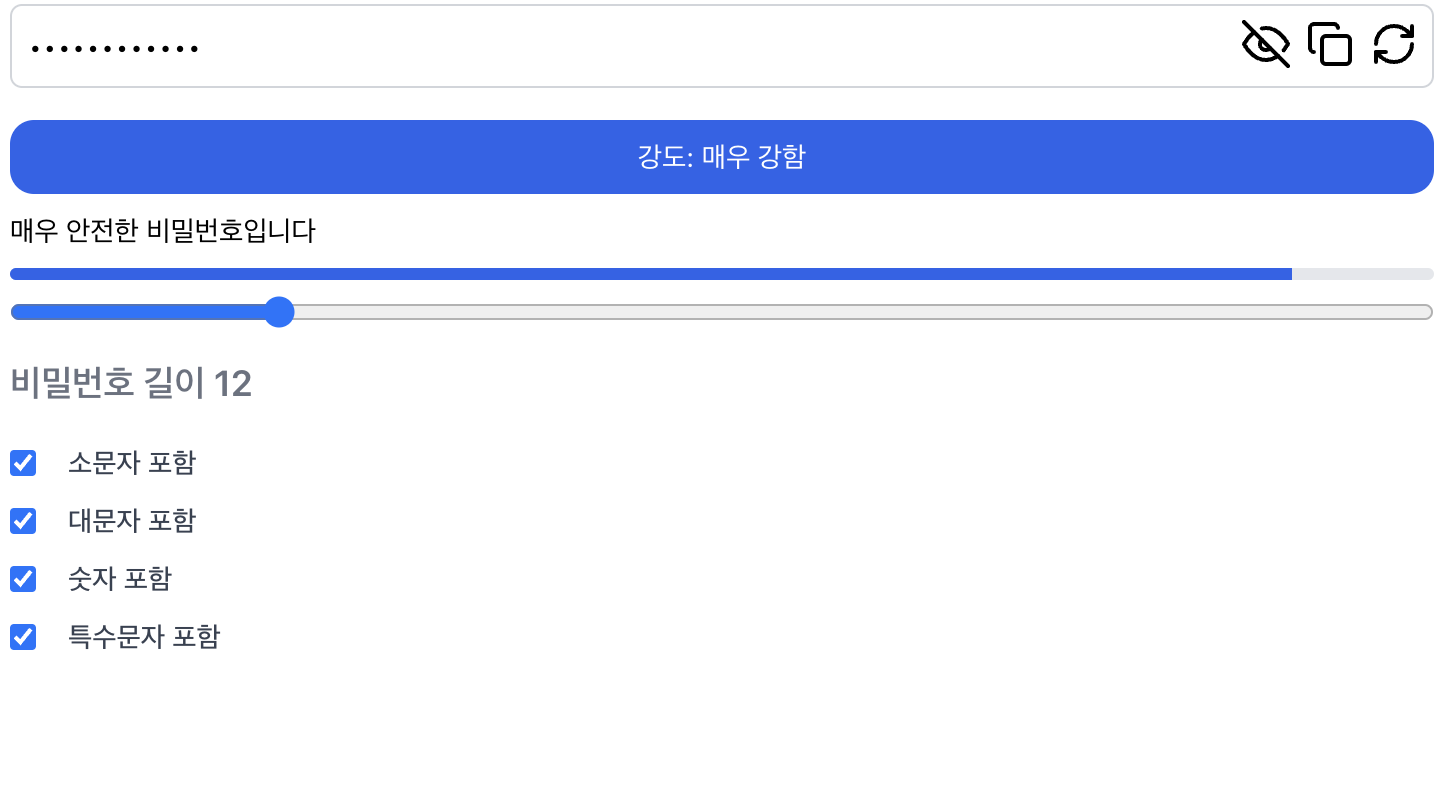 ••••••••••••
강도: 매우 강함
매우 안전한 비밀번호입니다
비밀번호 길이 12
소문자 포함
대문자 포함
숫자 포함
특수문자 포함